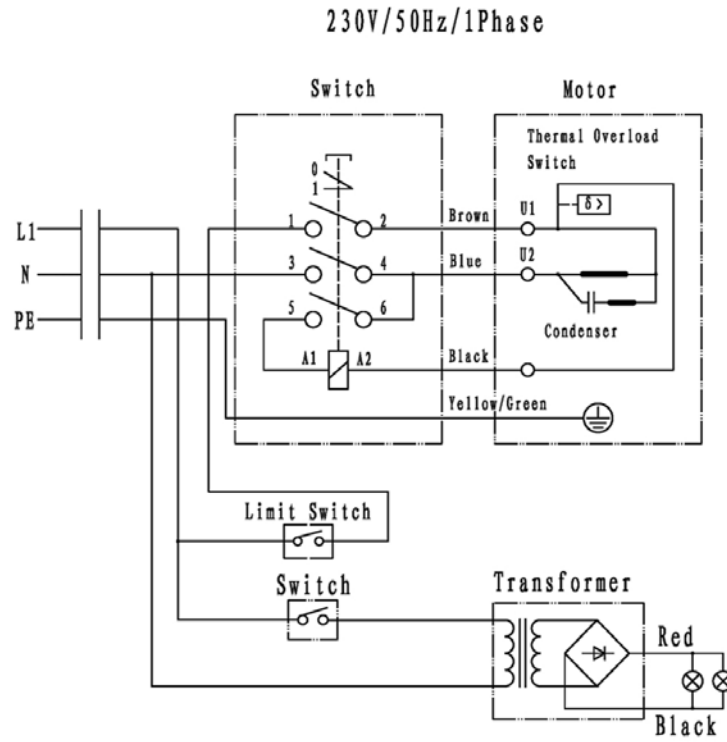 230V/50Hz/1Phase
Switch
Motor
Thermal Overload
Switch
0
1
δ >
1
2
Brown
U1
L1
3
4
Blue
U2
N
5
6
PE
Condenser
A1
A2
Black
Yellow/Green
Limit Switch
Switch
Transformer
Red
Black